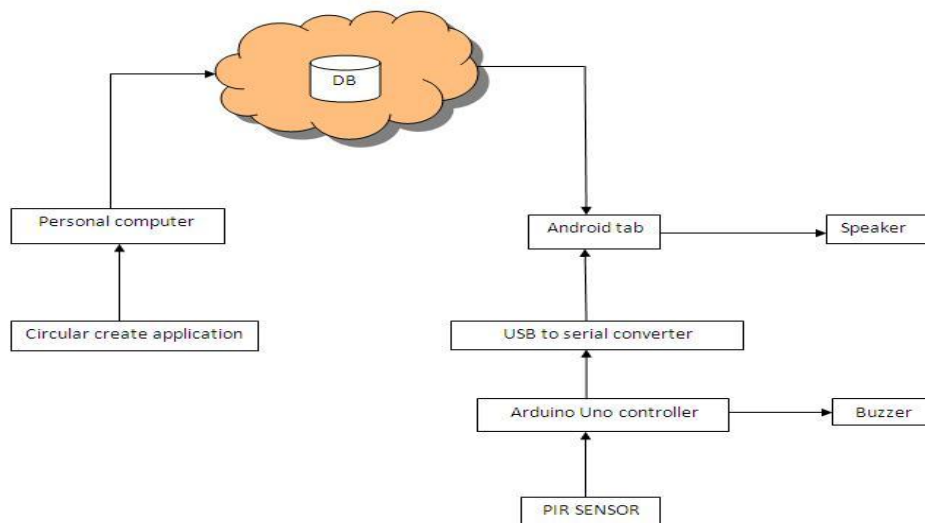 DB
Personal computer
Android tab
Speaker
Circular create application
USB to serial converter
Arduino Uno controller
Buzzer
PIR SENSOR